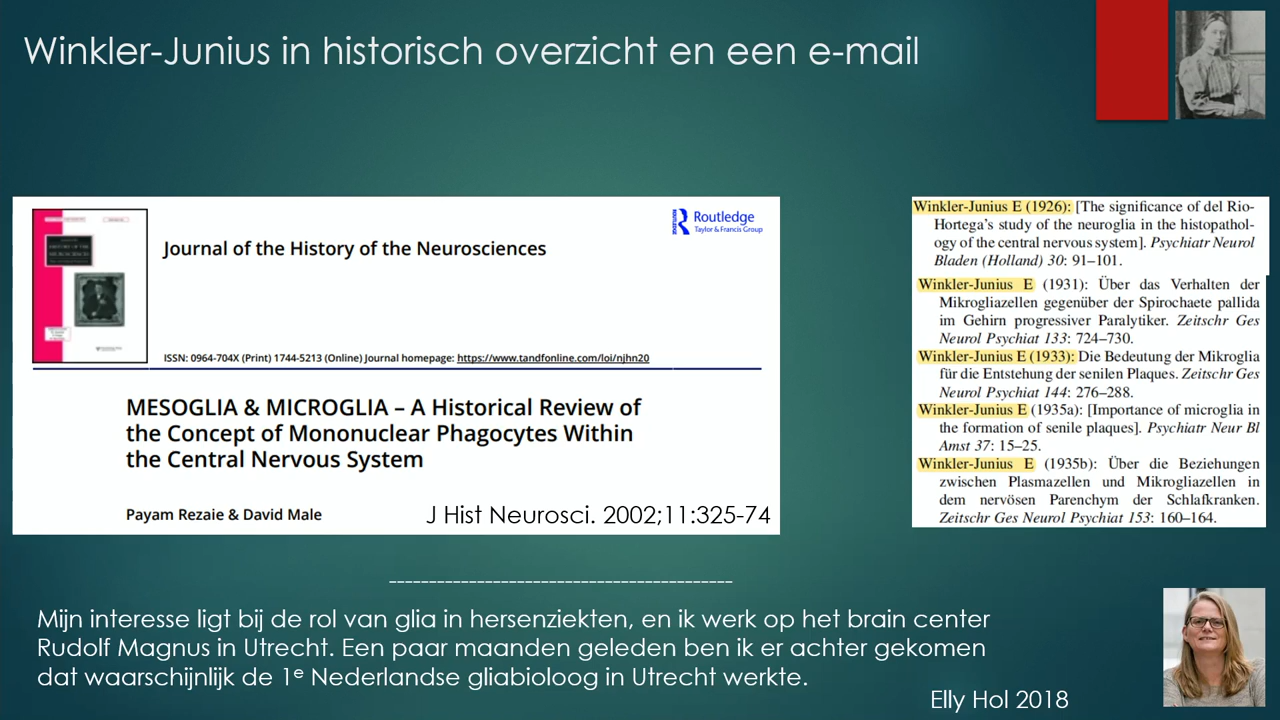 Winkler-Junius in historisch overzicht en een e-mail
Routledge
Taylor & Francis Group
Journal of the History of the Neurosciences
ISSN: 0964-704X (Print) 1744-5213 (Online) Journal homepage: https://www.tandfonline.com/loi/njhn20
MESOGLIA & MICROGLIA – A Historical Review of
the Concept of Mononuclear Phagocytes Within
the Central Nervous System
Payam Rezaie & David Male
J Hist Neurosci. 2002;11:325-74
Winkler-Junius E (1926): [The significance of del Rio-
Hortega's study of the neuroglia in the histopathol-
ogy of the central nervous system]. Psychiatr Neurol
Bladen (Holland) 30: 91–101.
Winkler-Junius E (1931): Über das Verhalten der
Mikrogliazellen gegenüber der Spirochaete pallida
im Gehirn progressiver Paralytiker. Zeitschr Ges
Neurol Psychiat 133: 724–730.
Winkler-Junius E (1933): Die Bedeutung der Mikroglia
für die Entstehung der senilen Plaques. Zeitschr Ges
Neurol Psychiat 144: 276–288.
Winkler-Junius E (1935a): [Importance of microglia in
the formation of senile plaques]. Psychiatr Neur Bl
Amst 37: 15–25.
Winkler-Junius E (1935b): Über die Beziehungen
zwischen Plasmazellen und Mikrogliazellen in
dem nervösen Parenchym der Schlafkranken.
Zeitschr Ges Neurol Psychiat 153: 160–164.
-------------------------------------------
Mijn interesse ligt bij de rol van glia in hersenziekten, en ik werk op het brain center
Rudolf Magnus in Utrecht. Een paar maanden geleden ben ik er achter gekomen
dat waarschijnlijk de 1e Nederlandse gliabioloog in Utrecht werkte.
Elly Hol 2018